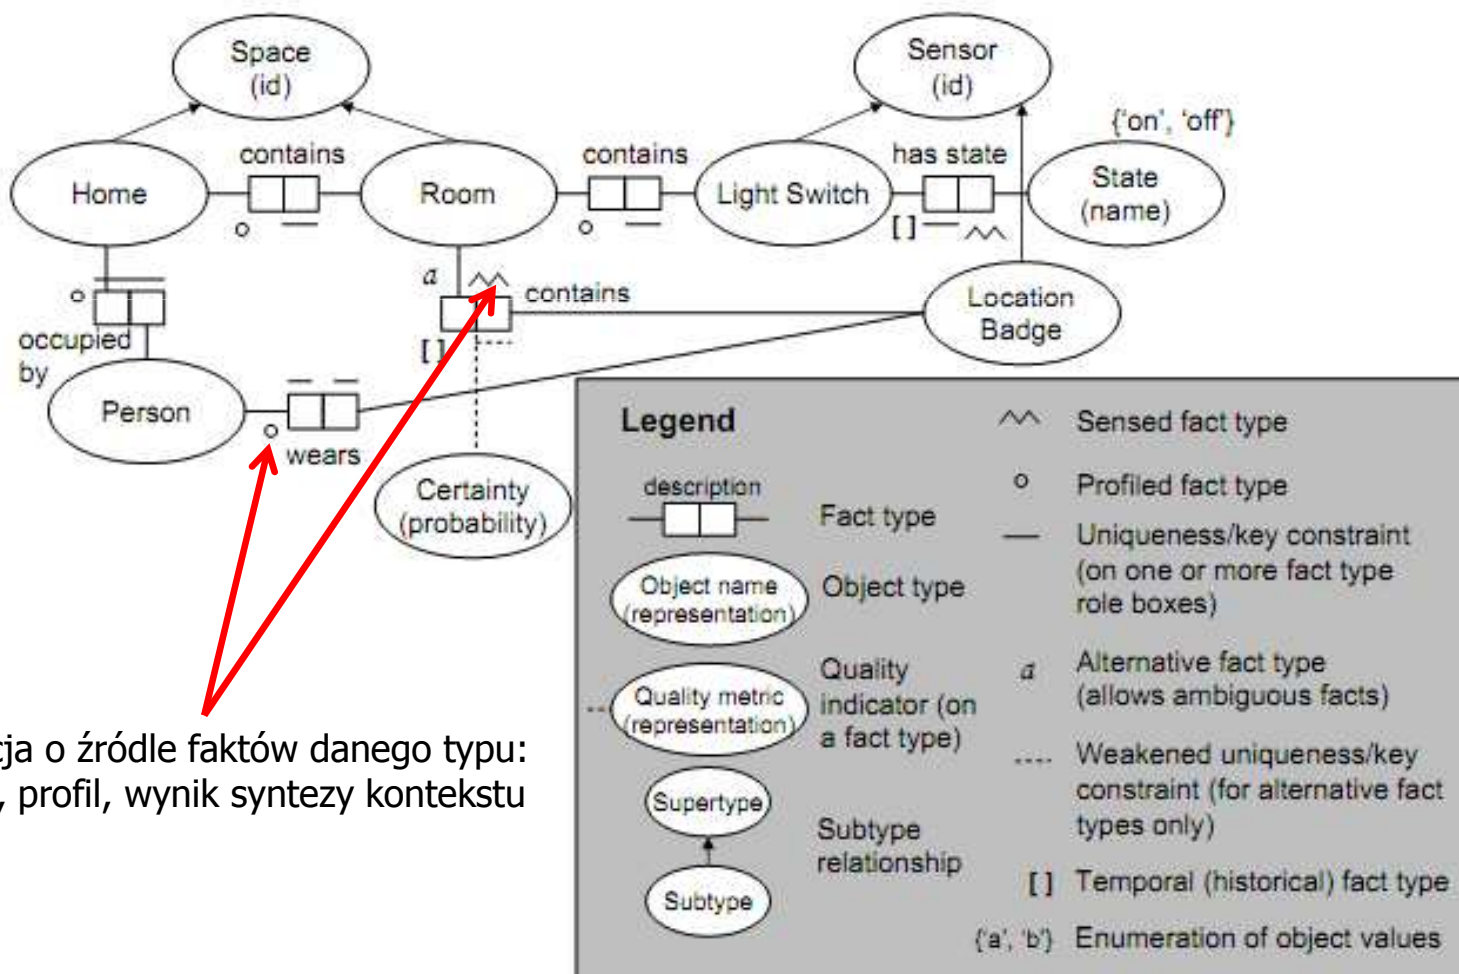 Space
(id)
Sensor
(id)
{'on', 'off'}
contains
contains
has state
Home
Room
Light Switch
State
(name)
[ ]
a
contains
Location
Badge
occupied
by
[ ]
Person
wears
Certainty
(probability)
cja o źródle faktów danego typu:
, profil, wynik syntezy kontekstu
Legend
description
Fact type
Object name
(representation)
Object type
Quality metric
(representation)
Quality
indicator (on
a fact type)
Supertype
Subtype
Subtype
relationship
Sensed fact type
Profiled fact type
Uniqueness/key constraint
(on one or more fact type
role boxes)
a
Alternative fact type
(allows ambiguous facts)
Weakened uniqueness/key
constraint (for alternative fact
types only)
[ ] Temporal (historical) fact type
{'a', 'b'} Enumeration of object values